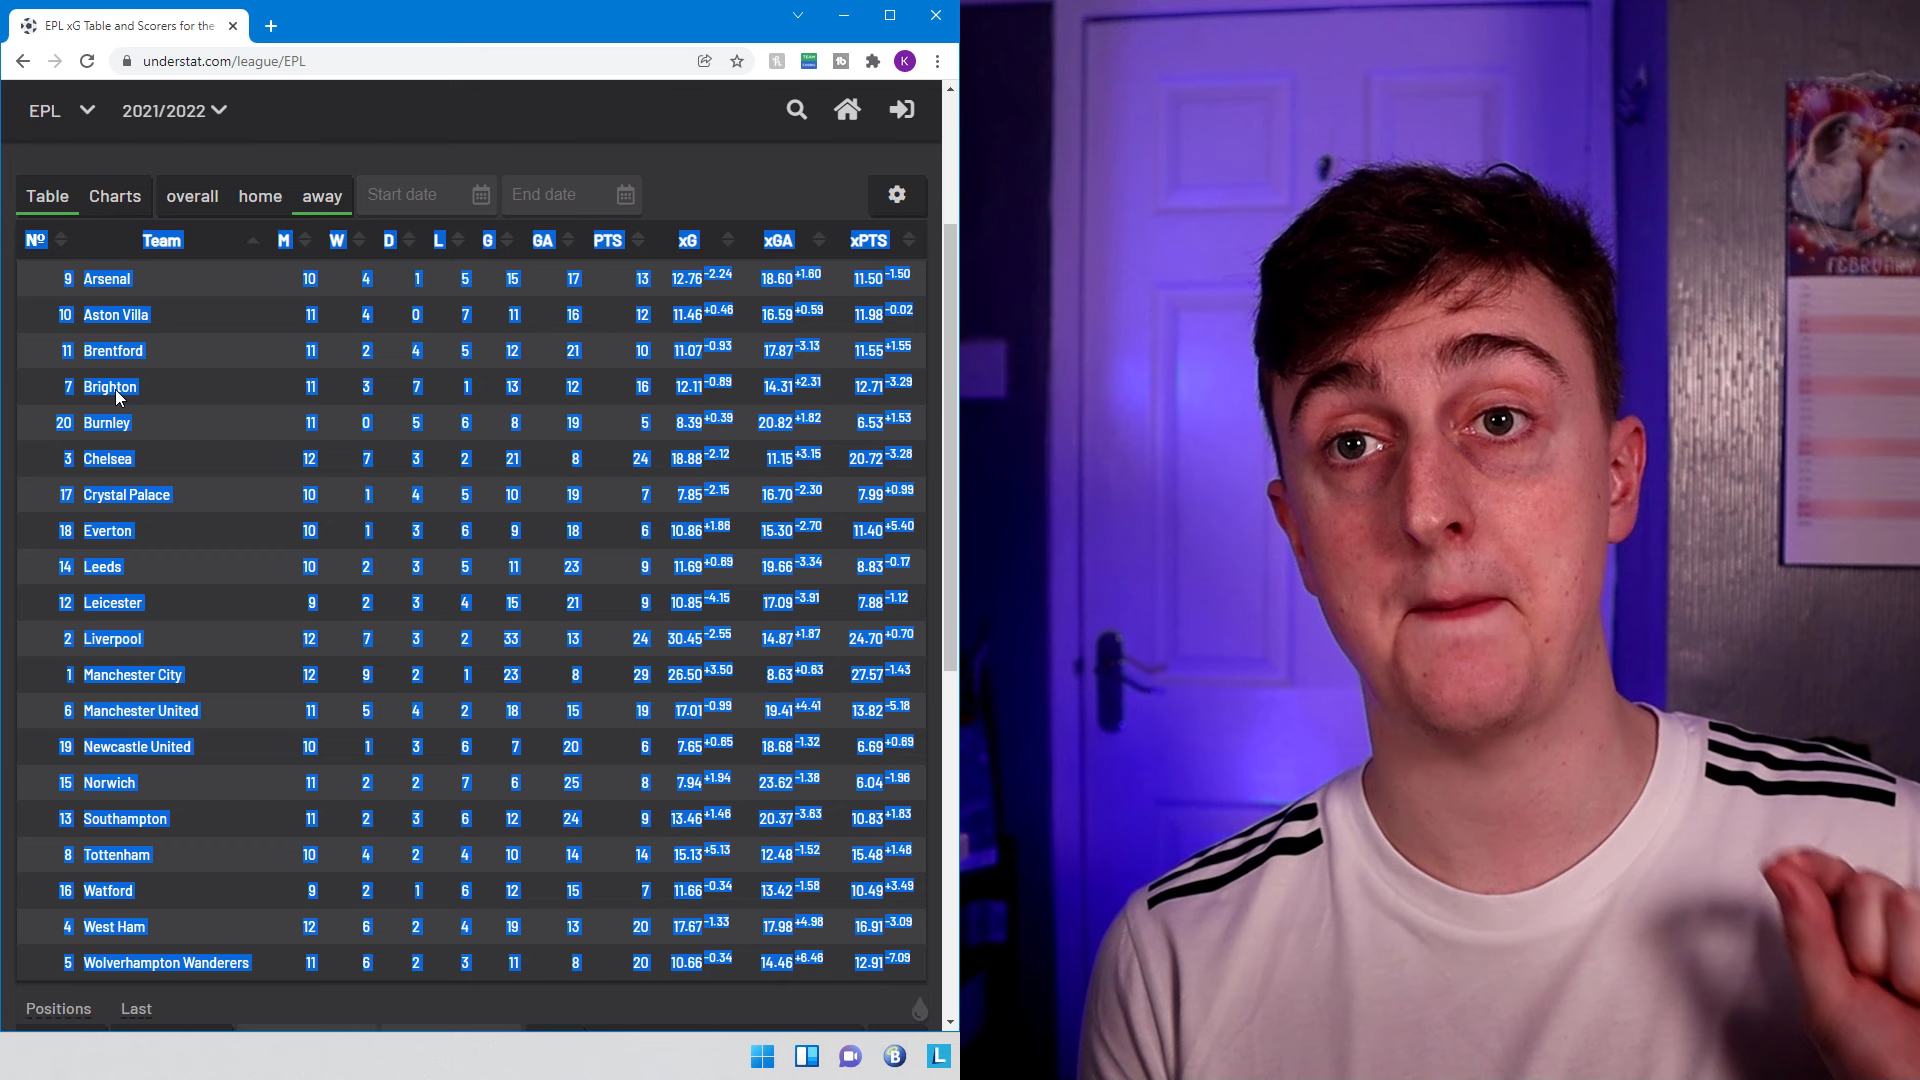 EPL xG Table and Scorers for the
understat.com/league/EPL
K
EPL 2021/2022
Table Charts overall home away Start date End date
Nº Team M W D L G GA PTS xG xGA xPTS
9 Arsenal 10 4 1 5 15 17 13 12.76-2.24 18.60+1.60 11.50-1.50
10 Aston Villa 11 4 0 7 11 16 12 11.46+0.46 16.59+0.59 11.98-0.02
11 Brentford 11 2 4 5 12 21 10 11.07-0.93 17.87-3.13 11.55+1.55
7 Brighton 11 3 7 1 13 12 16 12.11-0.89 14.31+2.31 12.71-3.29
20 Burnley 11 0 5 6 8 19 5 8.39+0.39 20.82+1.82 6.53+1.53
3 Chelsea 12 7 3 2 21 8 24 18.88-2.12 11.15+3.15 20.72-3.28
17 Crystal Palace 10 1 4 5 10 19 7 7.85-2.15 16.70-2.30 7.99+0.99
18 Everton 10 1 3 6 9 18 6 10.86+1.86 15.30-2.70 11.40+5.40
14 Leeds 10 2 3 5 11 23 9 11.69+0.69 19.66-3.34 8.83-0.17
12 Leicester 9 2 3 4 15 21 9 10.85-4.15 17.09-3.91 7.88-1.12
2 Liverpool 12 7 3 2 33 13 24 30.45-2.55 14.87+1.87 24.70+0.70
1 Manchester City 12 9 2 1 23 8 29 26.50+3.50 8.63+0.63 27.57-1.43
6 Manchester United 11 5 4 2 18 15 19 17.01-0.99 19.41+4.41 13.82-5.18
19 Newcastle United 10 1 3 6 7 20 6 7.65+0.65 18.68-1.32 6.69+0.69
15 Norwich 11 2 2 7 6 25 8 7.94+1.94 23.62-1.38 6.04-1.96
13 Southampton 11 2 3 6 12 24 9 13.46+1.46 20.37-3.63 10.83+1.83
8 Tottenham 10 4 2 4 10 14 14 15.13+5.13 12.48-1.52 15.48+1.48
16 Watford 9 2 1 6 12 15 7 11.66-0.34 13.42-1.58 10.49+3.49
4 West Ham 12 6 2 4 19 13 20 17.67-1.33 17.98+4.98 16.91-3.09
5 Wolverhampton Wanderers 11 6 2 3 11 8 20 10.66-0.34 14.46+6.46 12.91-7.09
Positions Last
B L
FEBRUARY